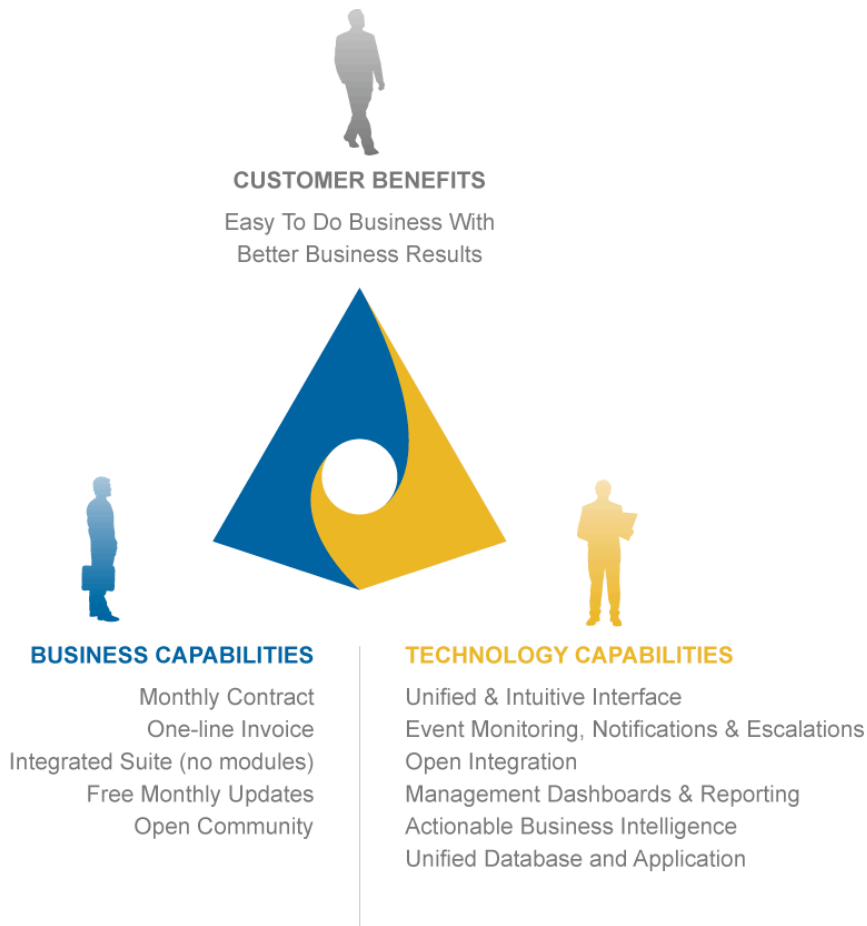 CUSTOMER BENEFITS
Easy To Do Business With
Better Business Results
BUSINESS CAPABILITIES
Monthly Contract
One-line Invoice
Integrated Suite (no modules)
Free Monthly Updates
Open Community
TECHNOLOGY CAPABILITIES
Unified & Intuitive Interface
Event Monitoring, Notifications & Escalations
Open Integration
Management Dashboards & Reporting
Actionable Business Intelligence
Unified Database and Application